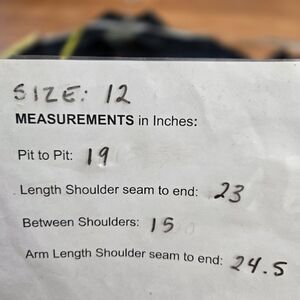 SIZE: 12
MEASUREMENTS in Inches:
Pit to Pit: 19
Length Shoulder seam to end: 23
Between Shoulders: 15
Arm Length Shoulder seam to end: 24.5